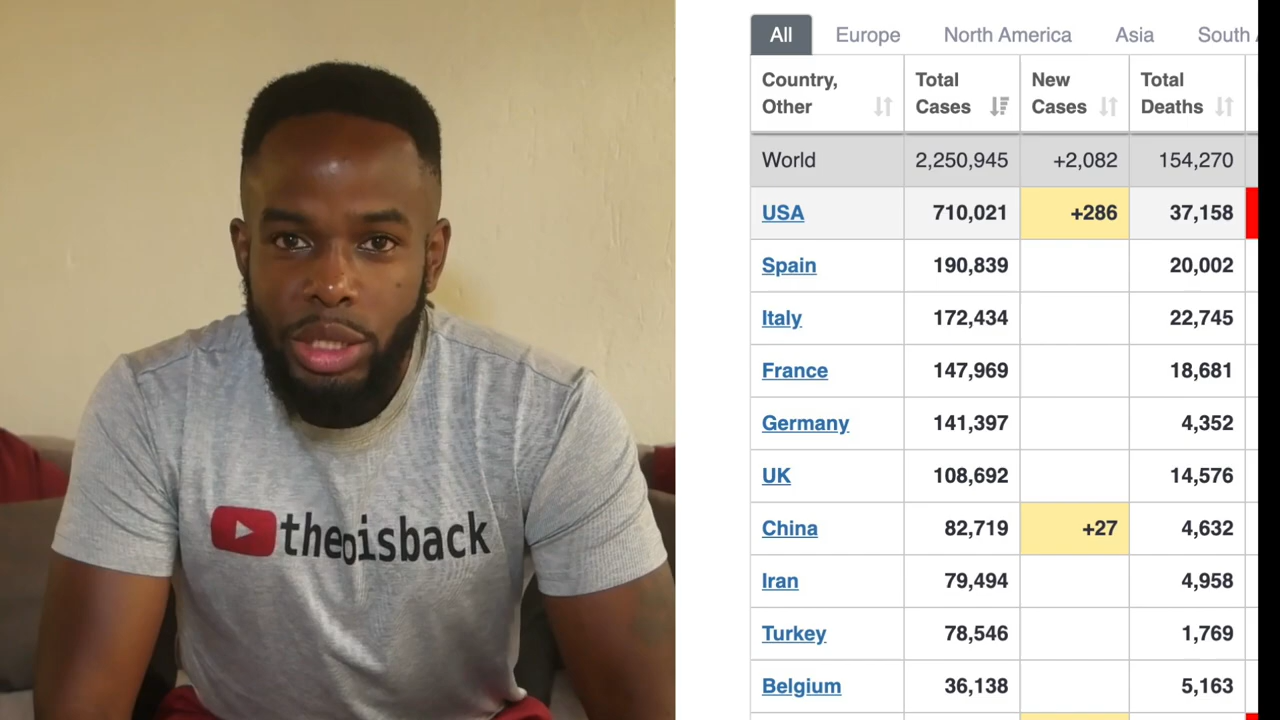 theoisback
All Europe North America Asia South
Country, Other Total Cases New Cases Total Deaths
World 2,250,945 +2,082 154,270
USA 710,021 +286 37,158
Spain 190,839 20,002
Italy 172,434 22,745
France 147,969 18,681
Germany 141,397 4,352
UK 108,692 14,576
China 82,719 +27 4,632
Iran 79,494 4,958
Turkey 78,546 1,769
Belgium 36,138 5,163